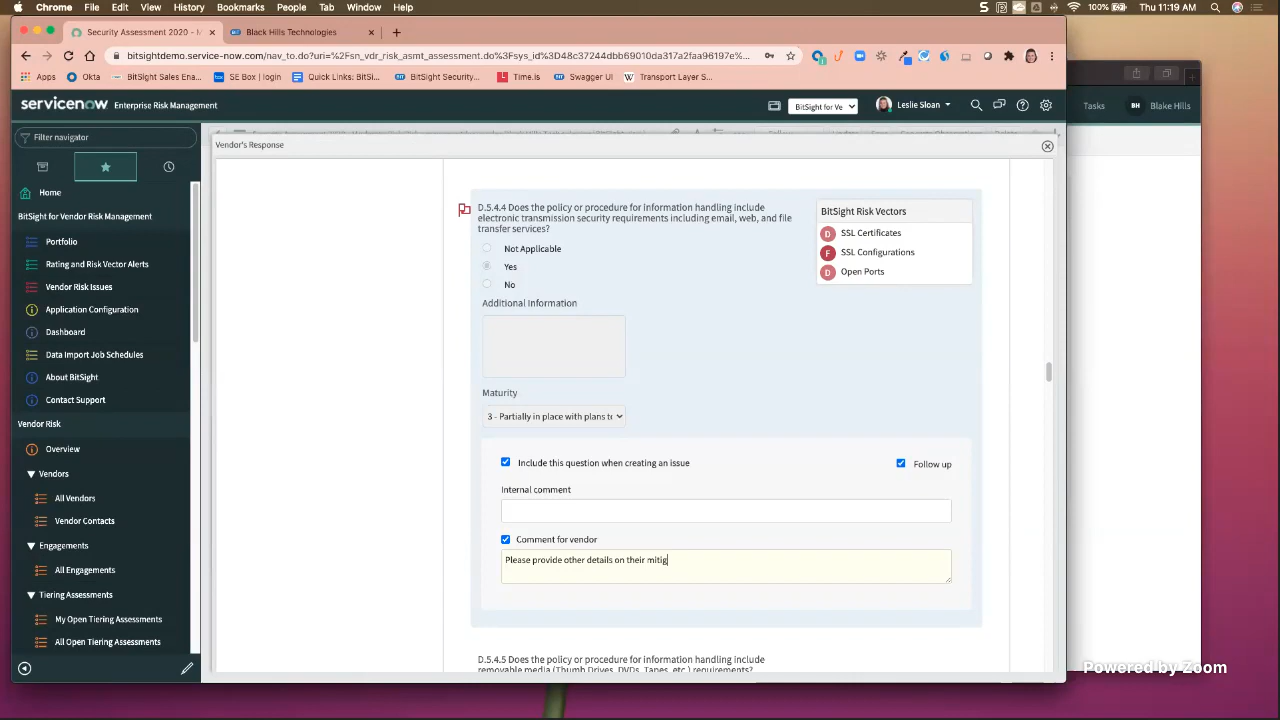 Chrome File Edit View History Bookmarks People Tab Window Help
100% Thu 11:19 AM
Security Assessment 2020 - M
Black Hills Technologies
bitsightdemo.service-now.com/nav_to.do?uri=%2Fsn_vdr_risk_asmt_assessment.do%3Fsys_id%3D48c37244dbb69010da317a2faa96197e%...
Apps Okta BitSight Sales Ena... SE Box | login Quick Links: BitSi... BitSight Security... Time.is Swagger UI Transport Layer S...
servicenow Enterprise Risk Management
BitSight for Ve
Leslie Sloan
Tasks BH Blake Hills
Filter navigator
Vendor's Response
Home
BitSight for Vendor Risk Management
Portfolio
Rating and Risk Vector Alerts
Vendor Risk Issues
Application Configuration
Dashboard
Data Import Job Schedules
About BitSight
Contact Support
Vendor Risk
Overview
Vendors
All Vendors
Vendor Contacts
Engagements
All Engagements
Tiering Assessments
My Open Tiering Assessments
All Open Tiering Assessments
D.5.4.4 Does the policy or procedure for information handling include
electronic transmission security requirements including email, web, and file
transfer services?
Not Applicable
Yes
No
Additional Information
Maturity
3 - Partially in place with plans to
BitSight Risk Vectors
D SSL Certificates
F SSL Configurations
D Open Ports
Include this question when creating an issue
Follow up
Internal comment
Comment for vendor
Please provide other details on their mitig
D.5.4.5 Does the policy or procedure for information handling include
removable media (Thumb Drives, DVDs, Tapes, etc.) requirements?
Powered by Zoom